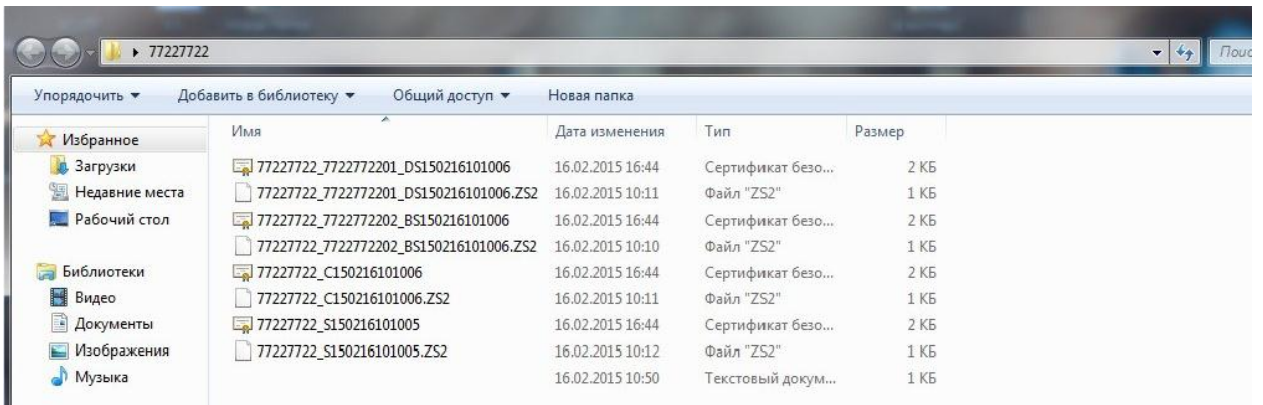 77227722
Поис
Упорядочить Добавить в библиотеку Общий доступ Новая папка
Избранное
Загрузки
Недавние места
Рабочий стол
Библиотеки
Видео
Документы
Изображения
Музыка
Имя Дата изменения Тип Размер
77227722_7722772201_DS150216101006 16.02.2015 16:44 Сертификат безо... 2 КБ
77227722_7722772201_DS150216101006.ZS2 16.02.2015 10:11 Файл "ZS2" 1 КБ
77227722_7722772202_BS150216101006 16.02.2015 16:44 Сертификат безо... 2 КБ
77227722_7722772202_BS150216101006.ZS2 16.02.2015 10:10 Файл "ZS2" 1 КБ
77227722_C150216101006 16.02.2015 16:44 Сертификат безо... 2 КБ
77227722_C150216101006.ZS2 16.02.2015 10:11 Файл "ZS2" 1 КБ
77227722_S150216101005 16.02.2015 16:44 Сертификат безо... 2 КБ
77227722_S150216101005.ZS2 16.02.2015 10:12 Файл "ZS2" 1 КБ
16.02.2015 10:50 Текстовый докум... 1 КБ